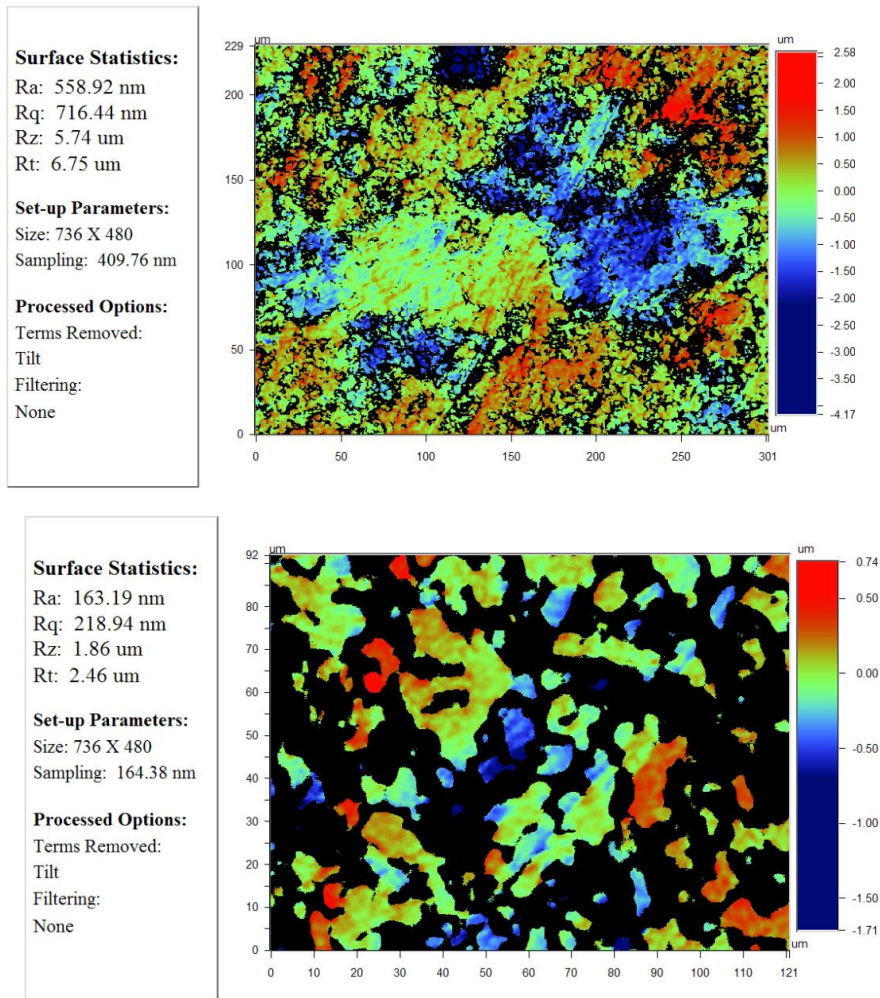 Surface Statistics:
Ra: 558.92 nm
Rq: 716.44 nm
Rz: 5.74 um
Rt: 6.75 um
Set-up Parameters:
Size: 736 X 480
Sampling: 409.76 nm
Processed Options:
Terms Removed:
Tilt
Filtering:
None
um
229
200
150
100
50
0
0 50 100 150 200 250 301
um
um
2.58
2.00
1.50
1.00
0.50
0.00
-0.50
-1.00
-1.50
-2.00
-2.50
-3.00
-3.50
-4.17
Surface Statistics:
Ra: 163.19 nm
Rq: 218.94 nm
Rz: 1.86 um
Rt: 2.46 um
Set-up Parameters:
Size: 736 X 480
Sampling: 164.38 nm
Processed Options:
Terms Removed:
Tilt
Filtering:
None
um
92
80
70
60
50
40
30
20
10
0
0 10 20 30 40 50 60 70 80 90 100 110 121
um
um
0.74
0.50
0.00
-0.50
-1.00
-1.50
-1.71